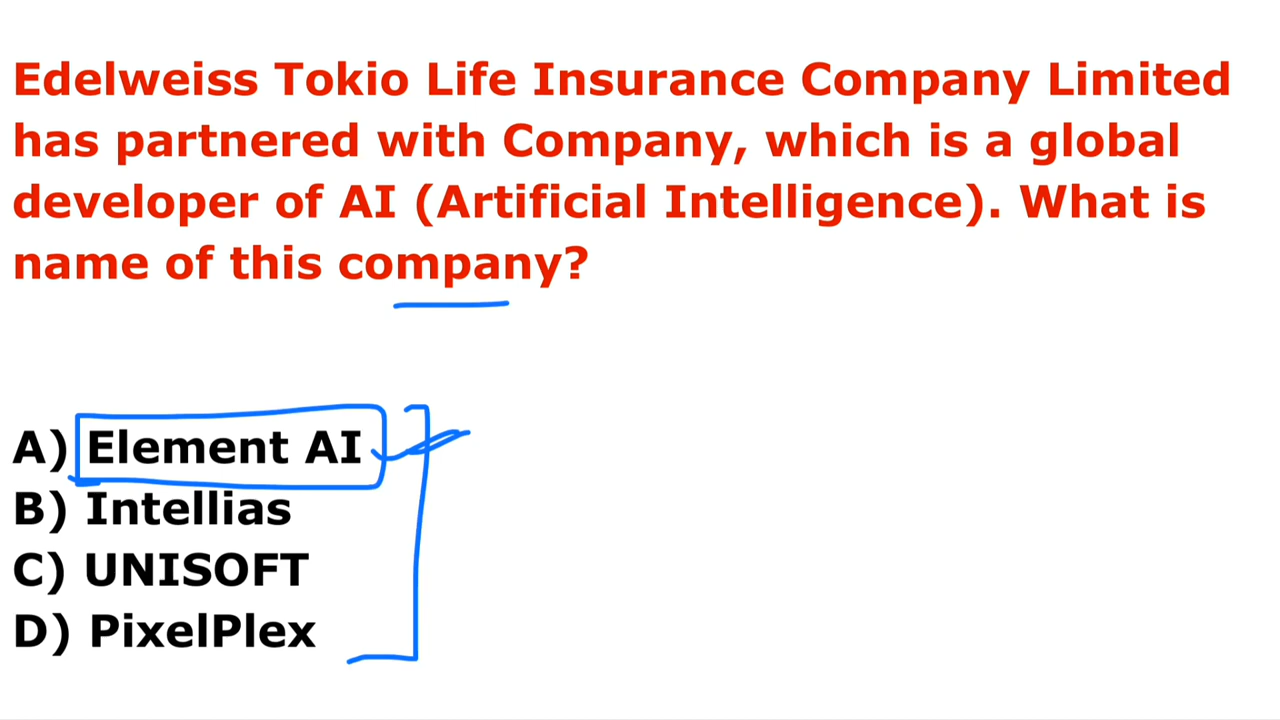 Edelweiss Tokio Life Insurance Company Limited
has partnered with Company, which is a global
developer of AI (Artificial Intelligence). What is
name of this company?
A) Element AI
B) Intellias
C) UNISOFT
D) PixelPlex